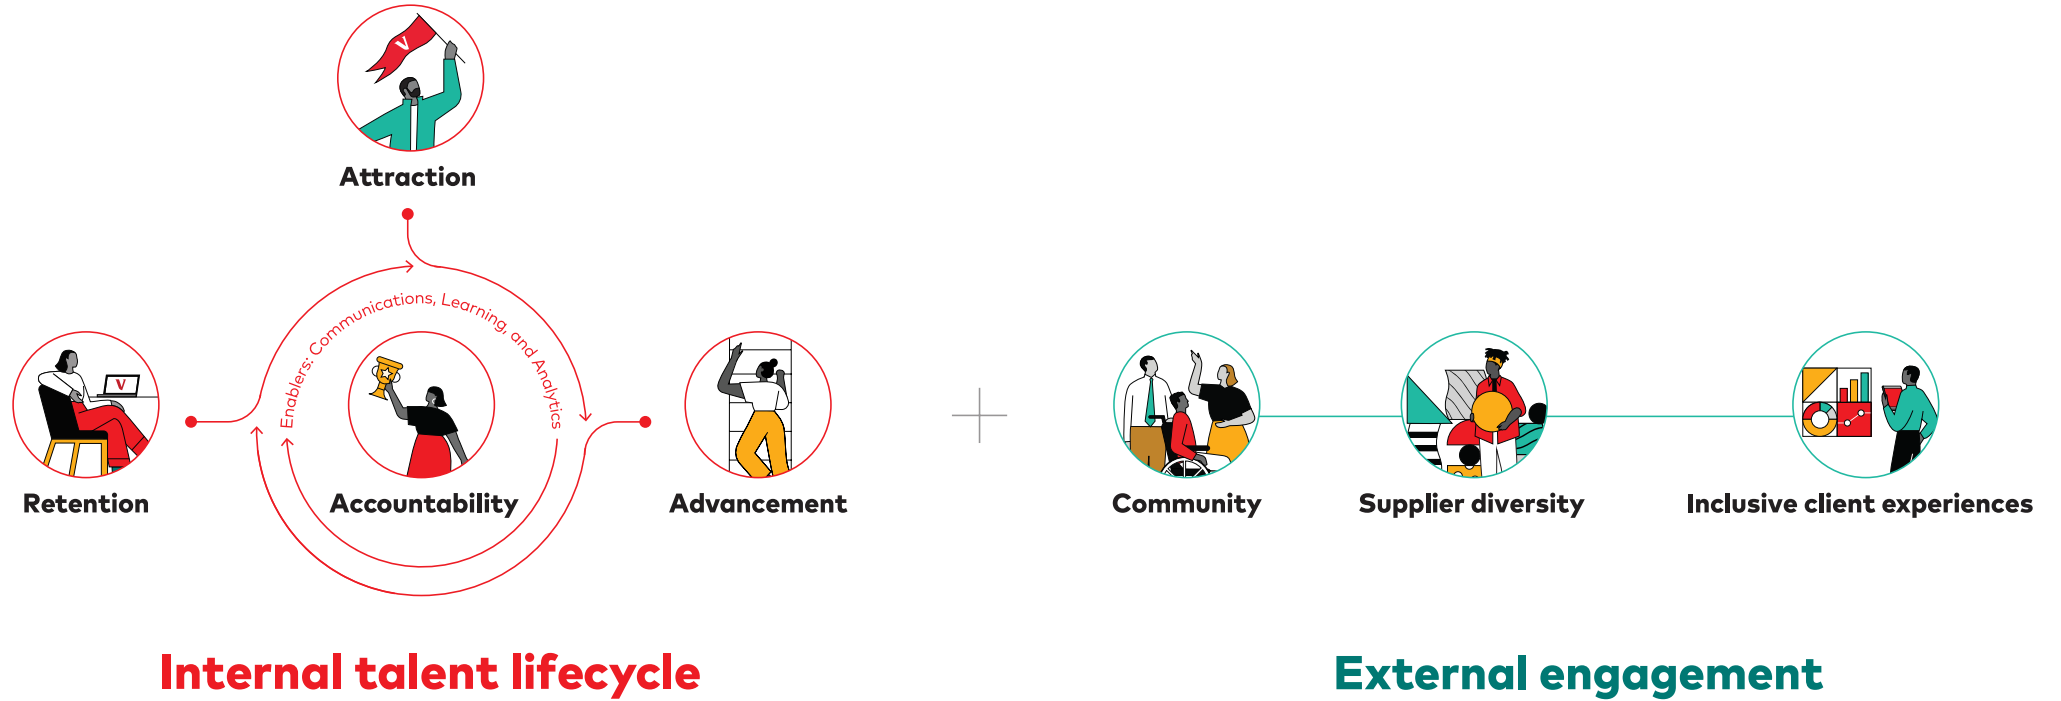 V
Attraction
Enablers: Communications, Learning, and Analytics
V
Retention
Accountability
Advancement
Community
Supplier diversity
Inclusive client experiences
Internal talent lifecycle
External engagement